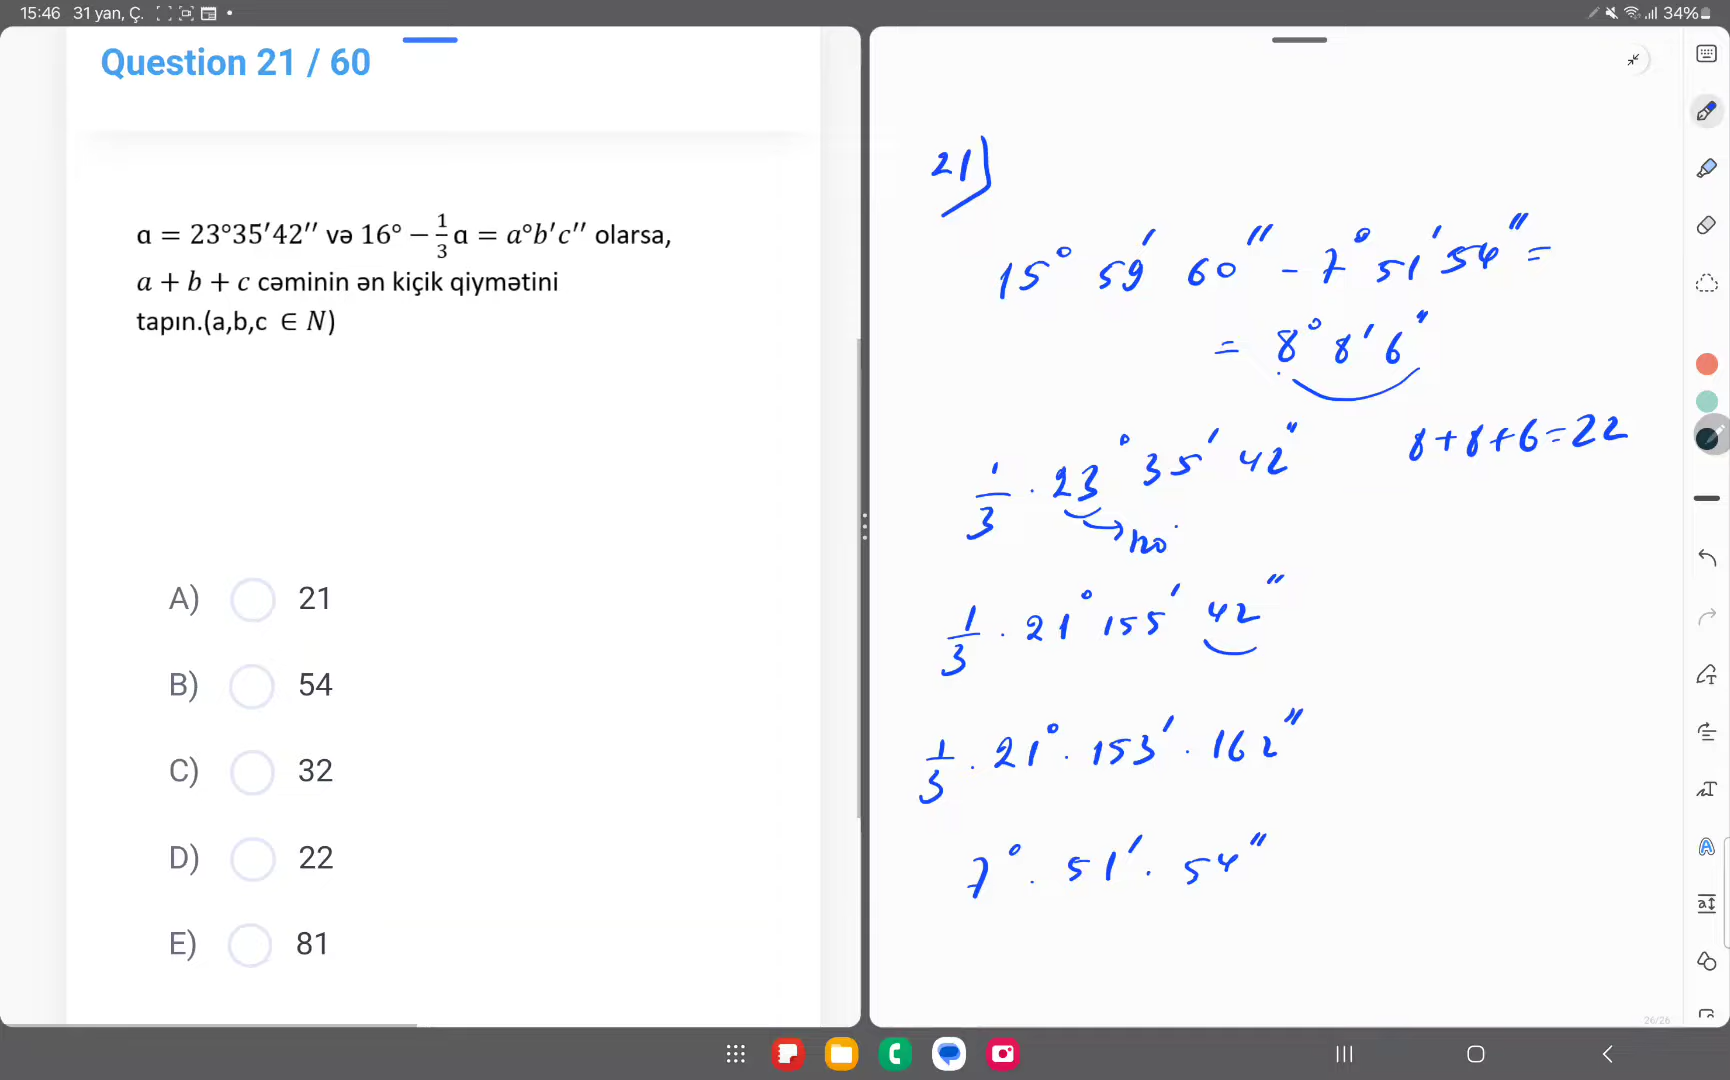 15:46 31 yan, Ç.
34%
Question 21 / 60
ɑ = 23°35′42′′ və 16° − 1/3 ɑ = a°b′c′′ olarsa,
a + b + c cəminin ən kiçik qiymətini
tapın.(a,b,c ∈ N)
A) 21
B) 54
C) 32
D) 22
E) 81
21)
15° 59′ 60′′ − 7° 51′ 54′′ =
= 8° 8′ 6′′
8+8+6=22
1/3 · 23° 35′ 42′′
1/3 · 21° 155′ 42′′
1/3 · 21° · 153′ · 162′′
7° · 51′ · 54′′
26/26